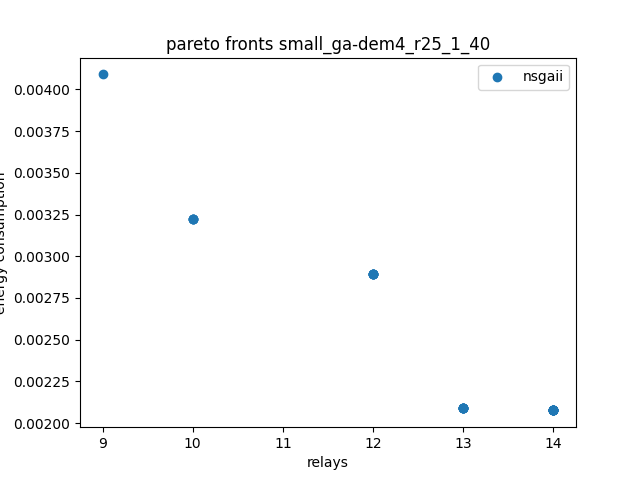 pareto fronts small_ga-dem4_r25_1_40
nsgaii
0.00400
0.00375
0.00350
0.00325
0.00300
0.00275
0.00250
0.00225
0.00200
energy consumption
9 10 11 12 13 14
relays